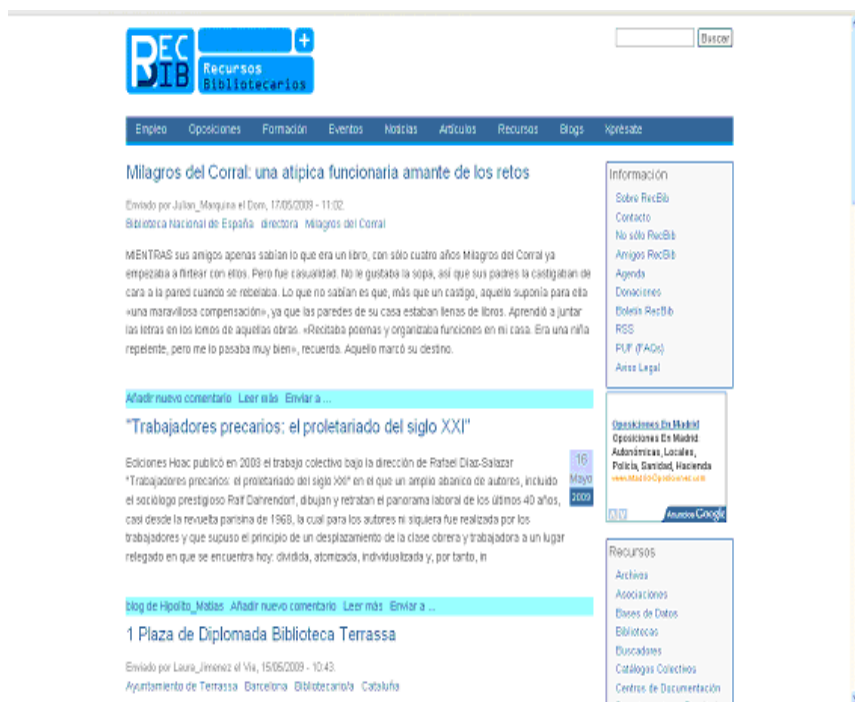 REC
BIB
+
Recursos
Bibliotecarios
Buscar
Empleo Oposiciones Formación Eventos Noticias Artículos Recursos Blogs Xprésate
Milagros del Corral: una atípica funcionaria amante de los retos
Enviado por Julian_Marquina el Dom, 17/05/2009 - 11:02.
Biblioteca Nacional de España directora Milagros del Corral
MIENTRAS sus amigos apenas sabían lo que era un libro, con sólo cuatro años Milagros del Corral ya
empezaba a flirtear con ellos. Pero fue casualidad. No le gustaba la sopa, así que sus padres la castigaban de
cara a la pared cuando se rebelaba. Lo que no sabían es que, más que un castigo, aquello suponía para ella
«una maravillosa compensación», ya que las paredes de su casa estaban llenas de libros. Aprendió a juntar
las letras en los lomos de aquellas obras. «Recitaba poemas y organizaba funciones en mi casa. Era una niña
repelente, pero me lo pasaba muy bien», recuerda. Aquello marcó su destino.
Añadir nuevo comentario Leer más Enviar a ...
"Trabajadores precarios: el proletariado del siglo XXI"
16
Mayo
2009
Ediciones Hoac publicó en 2003 el trabajo colectivo bajo la dirección de Rafael Díaz-Salazar
"Trabajadores precarios: el proletariado del siglo XXI" en el que un amplio abanico de autores, incluido
el sociólogo prestigioso Ralf Dahrendorf, dibujan y retratan el panorama laboral de los últimos 40 años,
casi desde la revuelta parisina de 1968, la cual para los autores ni siquiera fue realizada por los
trabajadores y que supuso el principio de un desplazamiento de la clase obrera y trabajadora a un lugar
relegado en que se encuentra hoy: dividida, atomizada, individualizada y, por tanto, in
blog de Hipolito_Matias Añadir nuevo comentario Leer más Enviar a ...
1 Plaza de Diplomada Biblioteca Terrassa
Enviado por Laura_Jimenez el Vie, 15/05/2009 - 10:43.
Ayuntamiento de Terrassa Barcelona Bibliotecario/a Cataluña
Información
Sobre RecBib
Contacto
No sólo RecBib
Amigos RecBib
Agenda
Donaciones
Boletín RecBib
RSS
PUF (FAQs)
Aviso Legal
Oposiciones En Madrid
Oposiciones En Madrid
Autonómicas, Locales,
Policía, Sanidad, Hacienda
www.MadridOposiciones.com
Anuncios Google
Recursos
Archivos
Asociaciones
Bases de Datos
Bibliotecas
Buscadores
Catálogos Colectivos
Centros de Documentación